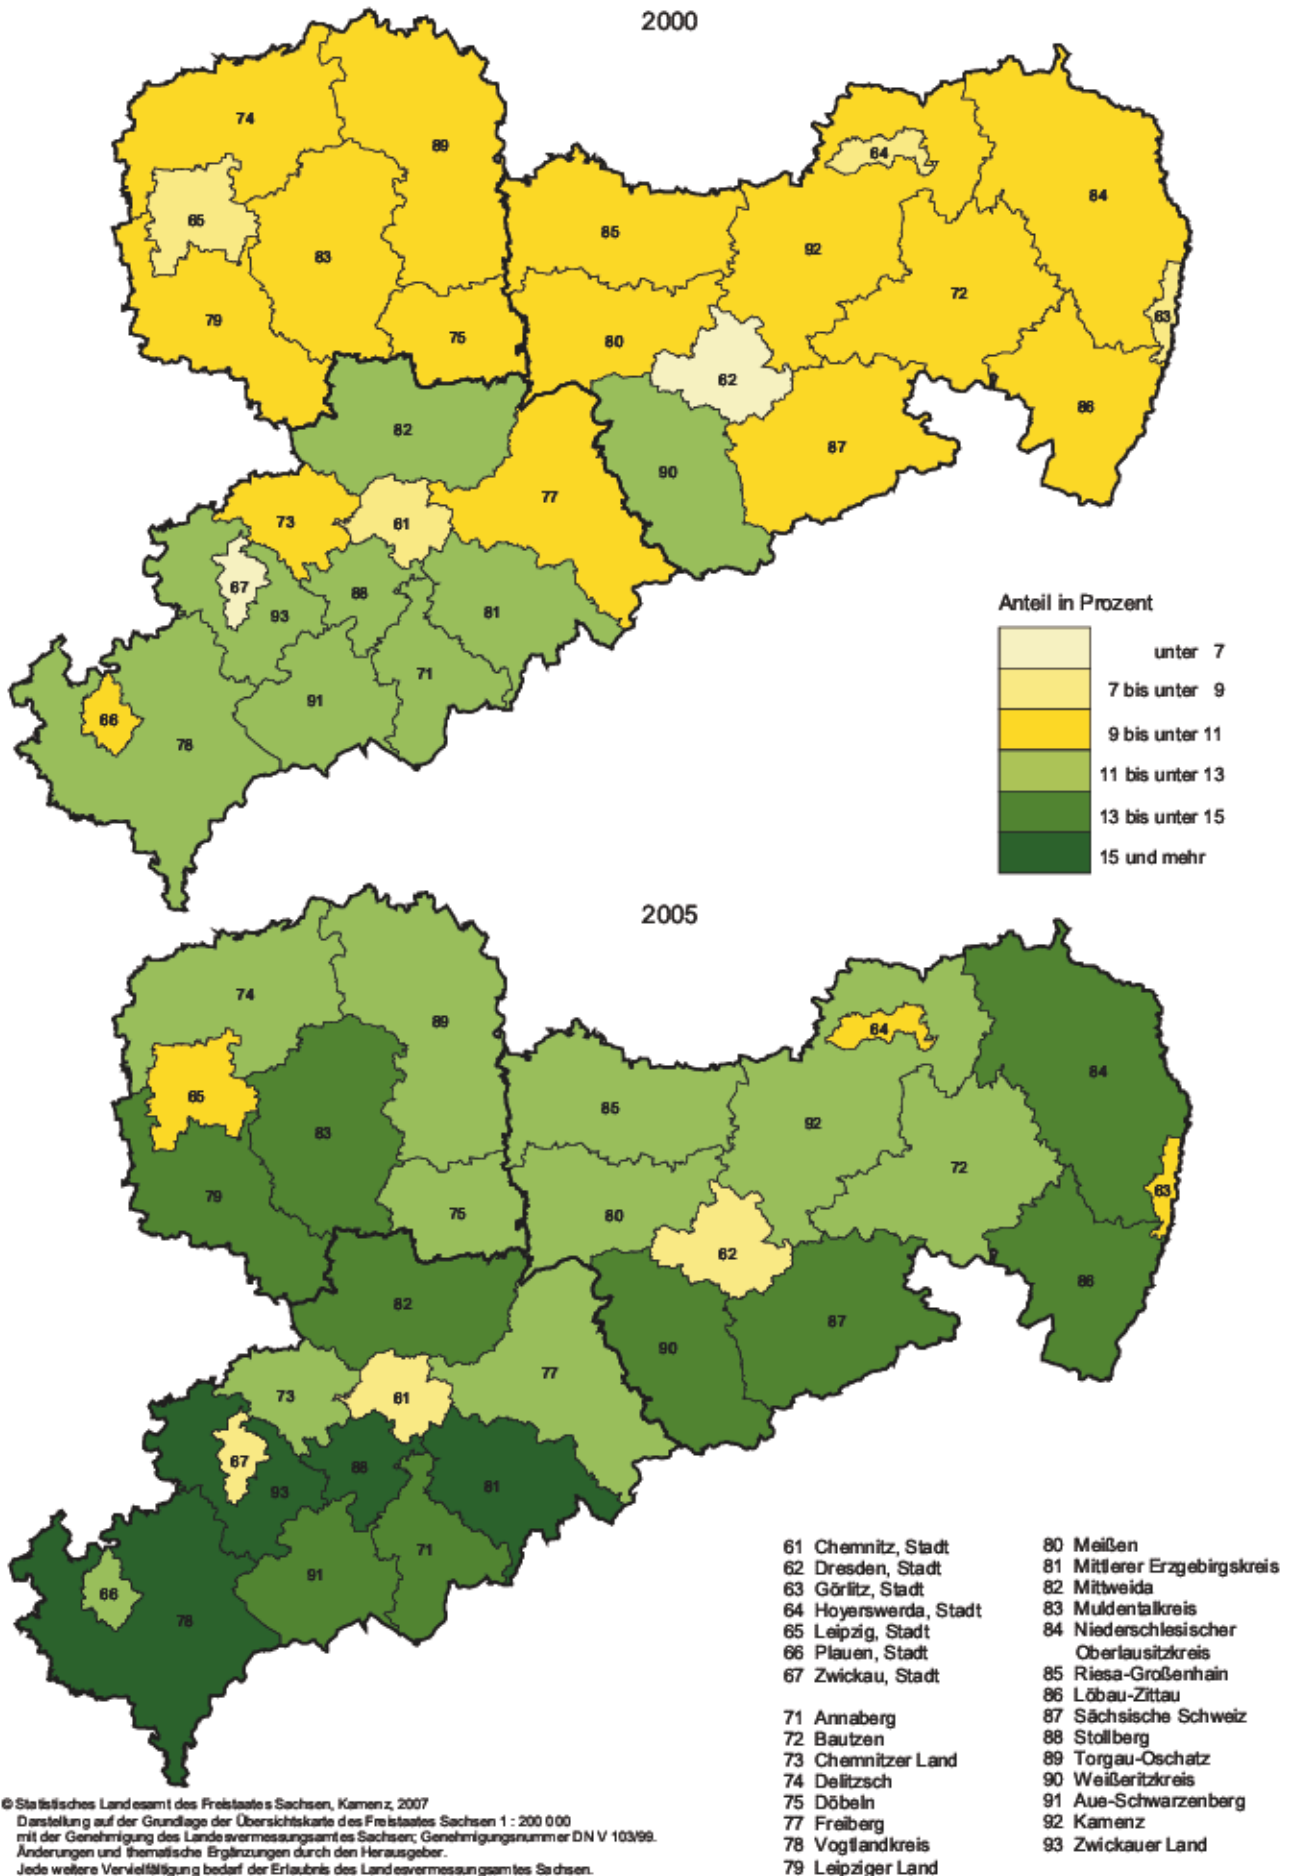 2000
74
89
64
84
65
85
92
83
72
79
63
75
80
62
82
86
87
90
77
73
61
67
88
93
81
71
91
66
78
Anteil in Prozent
unter 7
7 bis unter 9
9 bis unter 11
11 bis unter 13
13 bis unter 15
15 und mehr
2005
74
89
64
84
65
85
92
83
72
79
63
75
80
62
86
82
87
90
77
73
61
67
88
93
81
71
91
66
78
61 Chemnitz, Stadt
62 Dresden, Stadt
63 Görlitz, Stadt
64 Hoyerswerda, Stadt
65 Leipzig, Stadt
66 Plauen, Stadt
67 Zwickau, Stadt
71 Annaberg
72 Bautzen
73 Chemnitzer Land
74 Delitzsch
75 Döbeln
77 Freiberg
78 Vogtlandkreis
79 Leipziger Land
80 Meißen
81 Mittlerer Erzgebirgskreis
82 Mittweida
83 Muldentalkreis
84 Niederschlesischer
Oberlausitzkreis
85 Riesa-Großenhain
86 Löbau-Zittau
87 Sächsische Schweiz
88 Stollberg
89 Torgau-Oschatz
90 Weißeritzkreis
91 Aue-Schwarzenberg
92 Kamenz
93 Zwickauer Land
© Statistisches Landesamt des Freistaates Sachsen, Kamenz, 2007
Darstellung auf der Grundlage der Übersichtskarte des Freistaates Sachsen 1 : 200 000
mit der Genehmigung des Landesvermessungsamtes Sachsen; Genehmigungsnummer DN V 103/99.
Änderungen und thematische Ergänzungen durch den Herausgeber.
Jede weitere Vervielfältigung bedarf der Erlaubnis des Landesvermessungsamtes Sachsen.